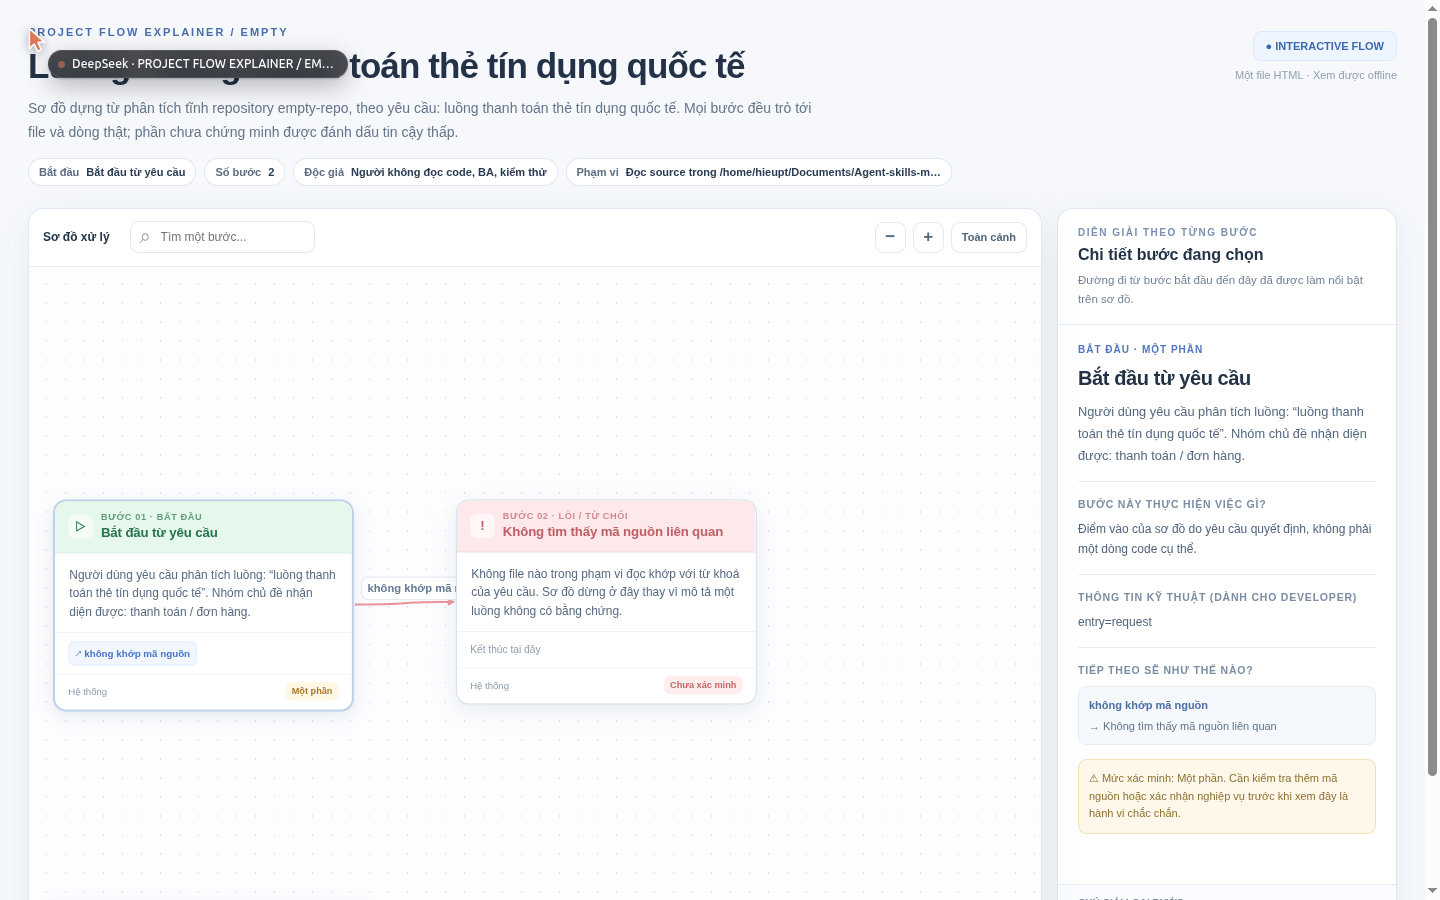 PROJECT FLOW EXPLAINER / EMPTY
DeepSeek · PROJECT FLOW EXPLAINER / EM...
toán thẻ tín dụng quốc tế
● INTERACTIVE FLOW
Một file HTML · Xem được offline
Sơ đồ dựng từ phân tích tĩnh repository empty-repo, theo yêu cầu: luồng thanh toán thẻ tín dụng quốc tế. Mọi bước đều trỏ tới
file và dòng thật; phần chưa chứng minh được đánh dấu tin cậy thấp.
Bắt đầu Bắt đầu từ yêu cầu
Số bước 2
Độc giả Người không đọc code, BA, kiểm thử
Phạm vi Đọc source trong /home/hieupt/Documents/Agent-skills-m...
Sơ đồ xử lý
Tìm một bước...
− + Toàn cảnh
BƯỚC 01 · BẮT ĐẦU
Bắt đầu từ yêu cầu
Người dùng yêu cầu phân tích luồng: “luồng thanh
toán thẻ tín dụng quốc tế”. Nhóm chủ đề nhận
diện được: thanh toán / đơn hàng.
↗ không khớp mã nguồn
Hệ thống
Một phần
không khớp mã
BƯỚC 02 · LỖI / TỪ CHỐI
! Không tìm thấy mã nguồn liên quan
Không file nào trong phạm vi đọc khớp với từ khoá
của yêu cầu. Sơ đồ dừng ở đây thay vì mô tả một
luồng không có bằng chứng.
Kết thúc tại đây
Hệ thống
Chưa xác minh
DIỄN GIẢI THEO TỪNG BƯỚC
Chi tiết bước đang chọn
Đường đi từ bước bắt đầu đến đây đã được làm nổi bật
trên sơ đồ.
BẮT ĐẦU · MỘT PHẦN
Bắt đầu từ yêu cầu
Người dùng yêu cầu phân tích luồng: “luồng thanh
toán thẻ tín dụng quốc tế”. Nhóm chủ đề nhận diện
được: thanh toán / đơn hàng.
BƯỚC NÀY THỰC HIỆN VIỆC GÌ?
Điểm vào của sơ đồ do yêu cầu quyết định, không phải
một dòng code cụ thể.
THÔNG TIN KỸ THUẬT (DÀNH CHO DEVELOPER)
entry=request
TIẾP THEO SẼ NHƯ THẾ NÀO?
không khớp mã nguồn
→ Không tìm thấy mã nguồn liên quan
⚠ Mức xác minh: Một phần. Cần kiểm tra thêm mã
nguồn hoặc xác nhận nghiệp vụ trước khi xem đây là
hành vi chắc chắn.